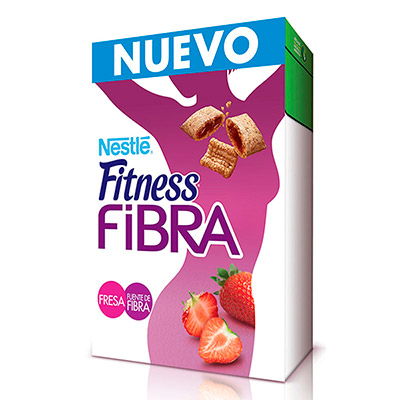 NUEVO
Nestlé®
Fitness
FiBRA
FRESA
FUENTE DE
FIBRA